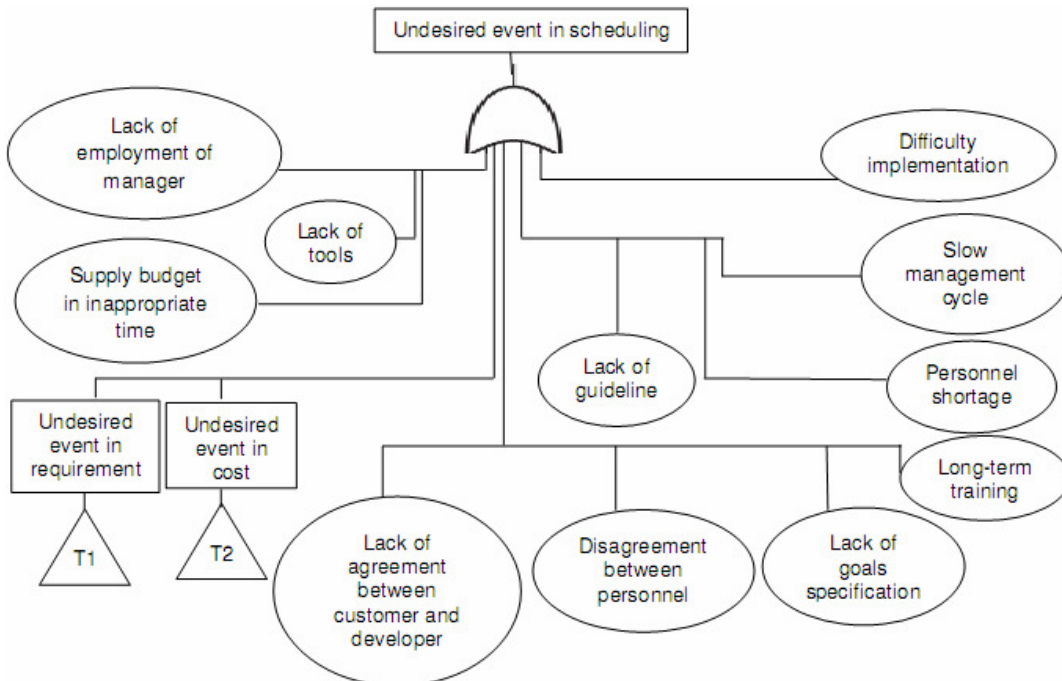 Undesired event in scheduling
Lack of
employment of
manager
Difficulty
implementation
Lack of
tools
Slow
management
cycle
Supply budget
in inappropriate
time
Lack of
guideline
Personnel
shortage
Undesired
event in
requirement
Undesired
event in
cost
Long-term
training
T1
T2
Lack of
agreement
between
customer and
developer
Disagreement
between
personnel
Lack of
goals
specification